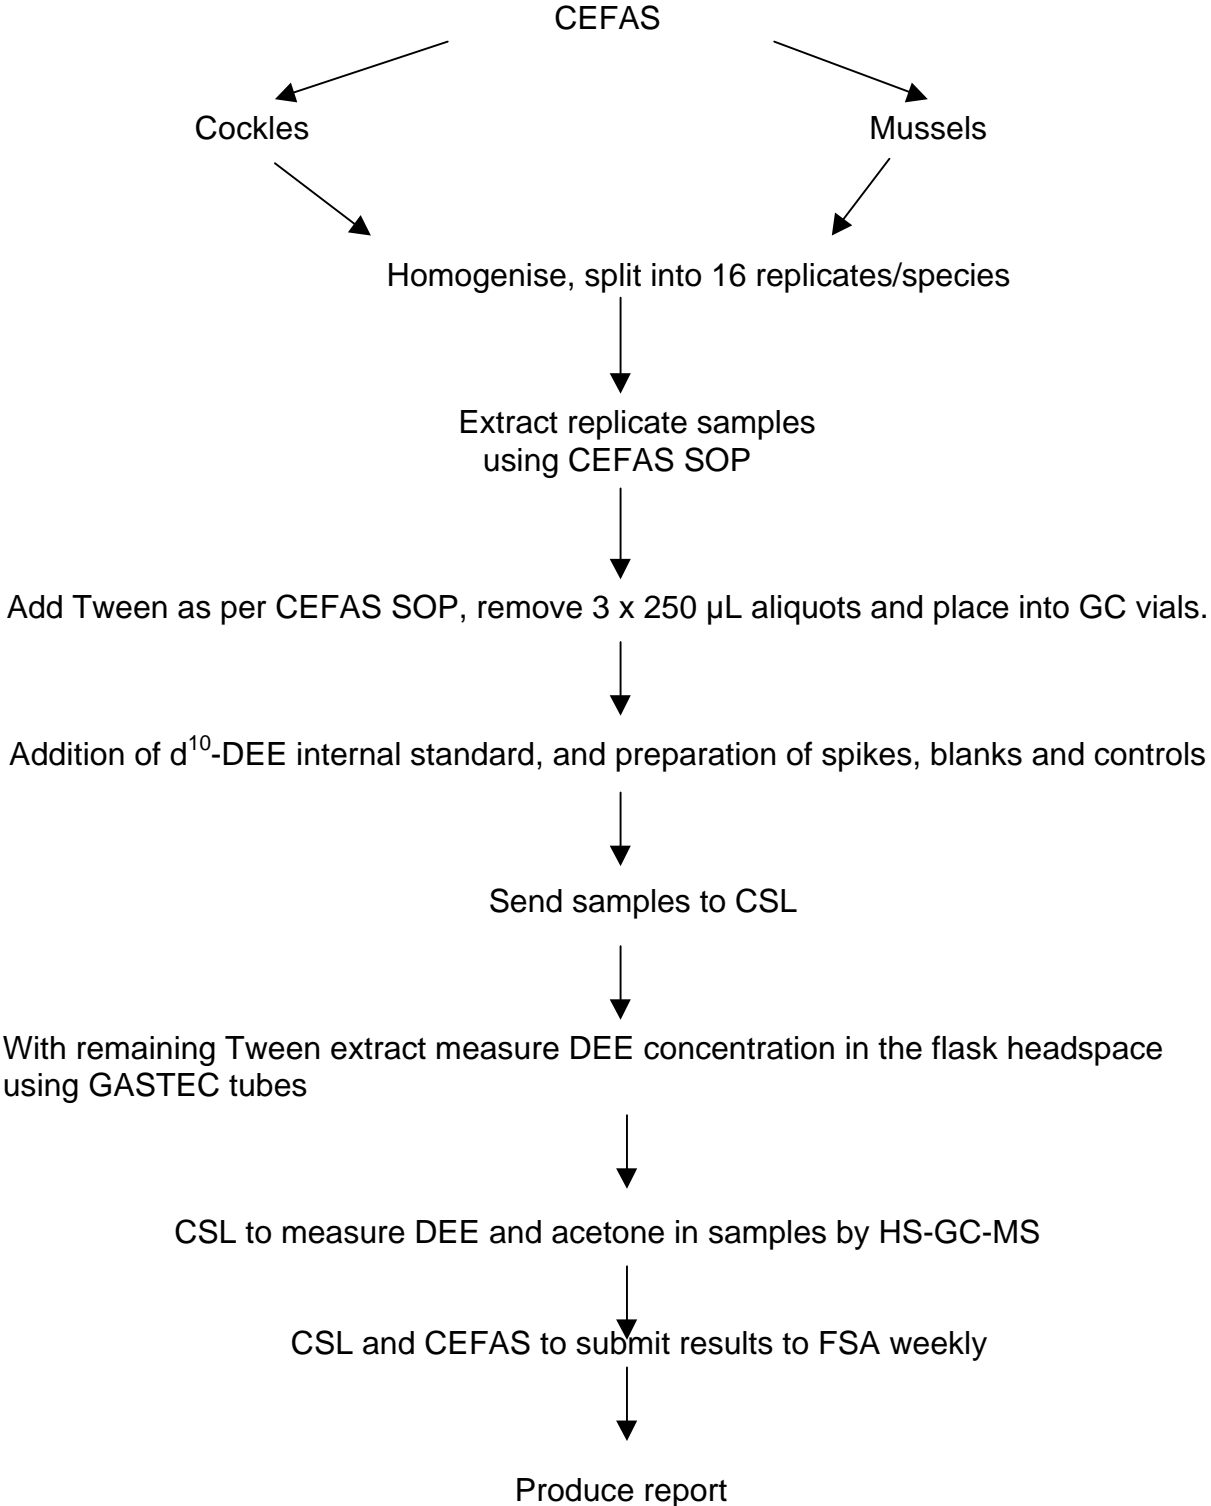 CEFAS
Cockles
Mussels
Homogenise, split into 16 replicates/species
Extract replicate samples
using CEFAS SOP
Add Tween as per CEFAS SOP, remove 3 x 250 µL aliquots and place into GC vials.
Addition of d¹⁰-DEE internal standard, and preparation of spikes, blanks and controls
Send samples to CSL
With remaining Tween extract measure DEE concentration in the flask headspace
using GASTEC tubes
CSL to measure DEE and acetone in samples by HS-GC-MS
CSL and CEFAS to submit results to FSA weekly
Produce report